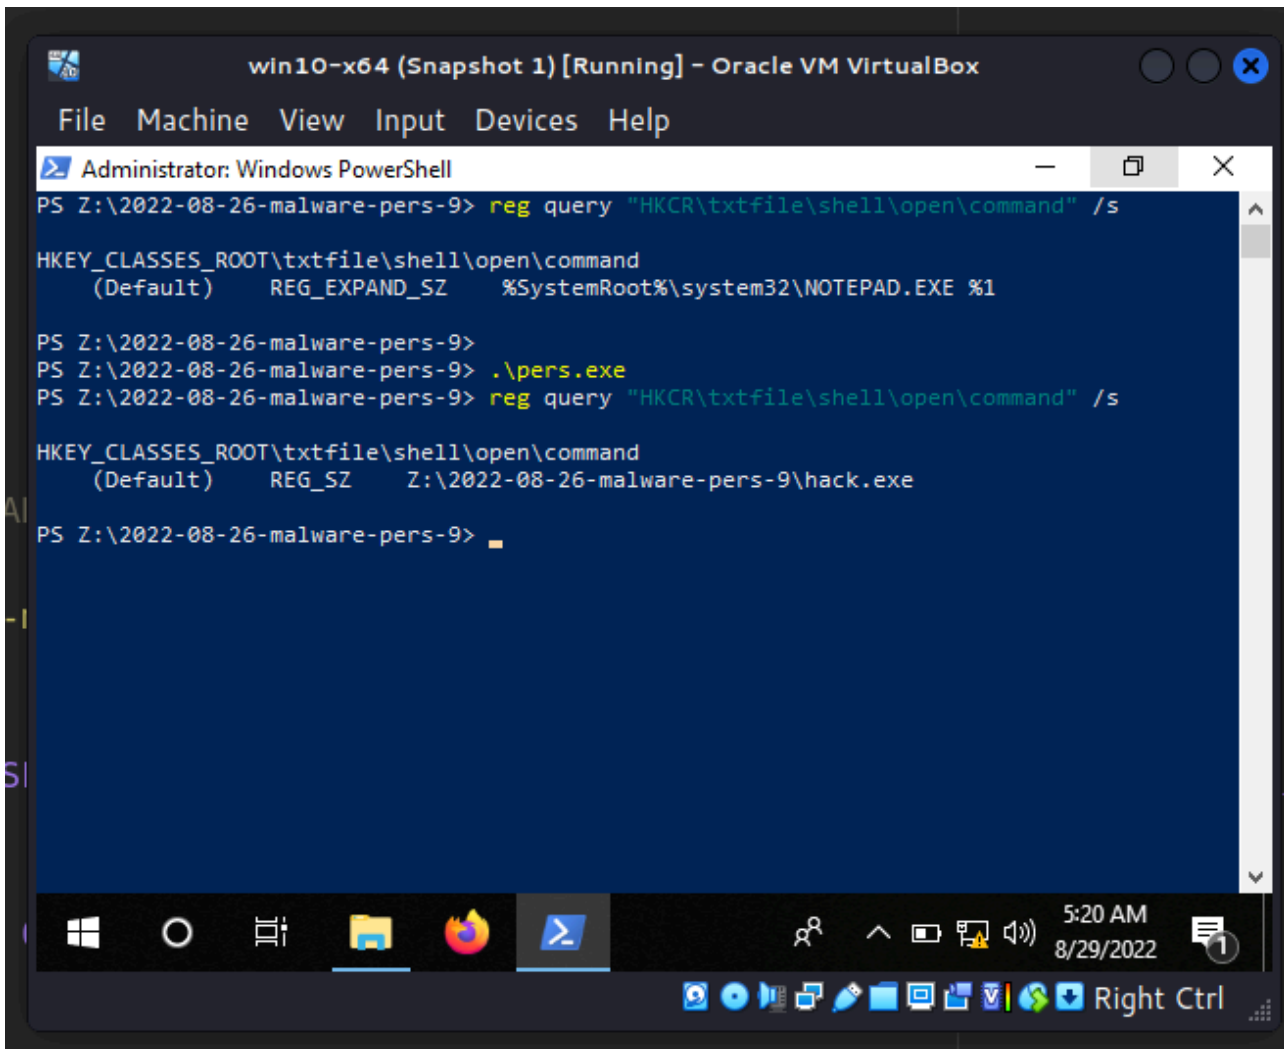 win10-x64 (Snapshot 1) [Running] - Oracle VM VirtualBox
File Machine View Input Devices Help
Administrator: Windows PowerShell
PS Z:\2022-08-26-malware-pers-9> reg query "HKCR\txtfile\shell\open\command" /s
HKEY_CLASSES_ROOT\txtfile\shell\open\command
(Default) REG_EXPAND_SZ %SystemRoot%\system32\NOTEPAD.EXE %1
PS Z:\2022-08-26-malware-pers-9>
PS Z:\2022-08-26-malware-pers-9> .\pers.exe
PS Z:\2022-08-26-malware-pers-9> reg query "HKCR\txtfile\shell\open\command" /s
HKEY_CLASSES_ROOT\txtfile\shell\open\command
(Default) REG_SZ Z:\2022-08-26-malware-pers-9\hack.exe
PS Z:\2022-08-26-malware-pers-9>
5:20 AM
8/29/2022
1
Right Ctrl